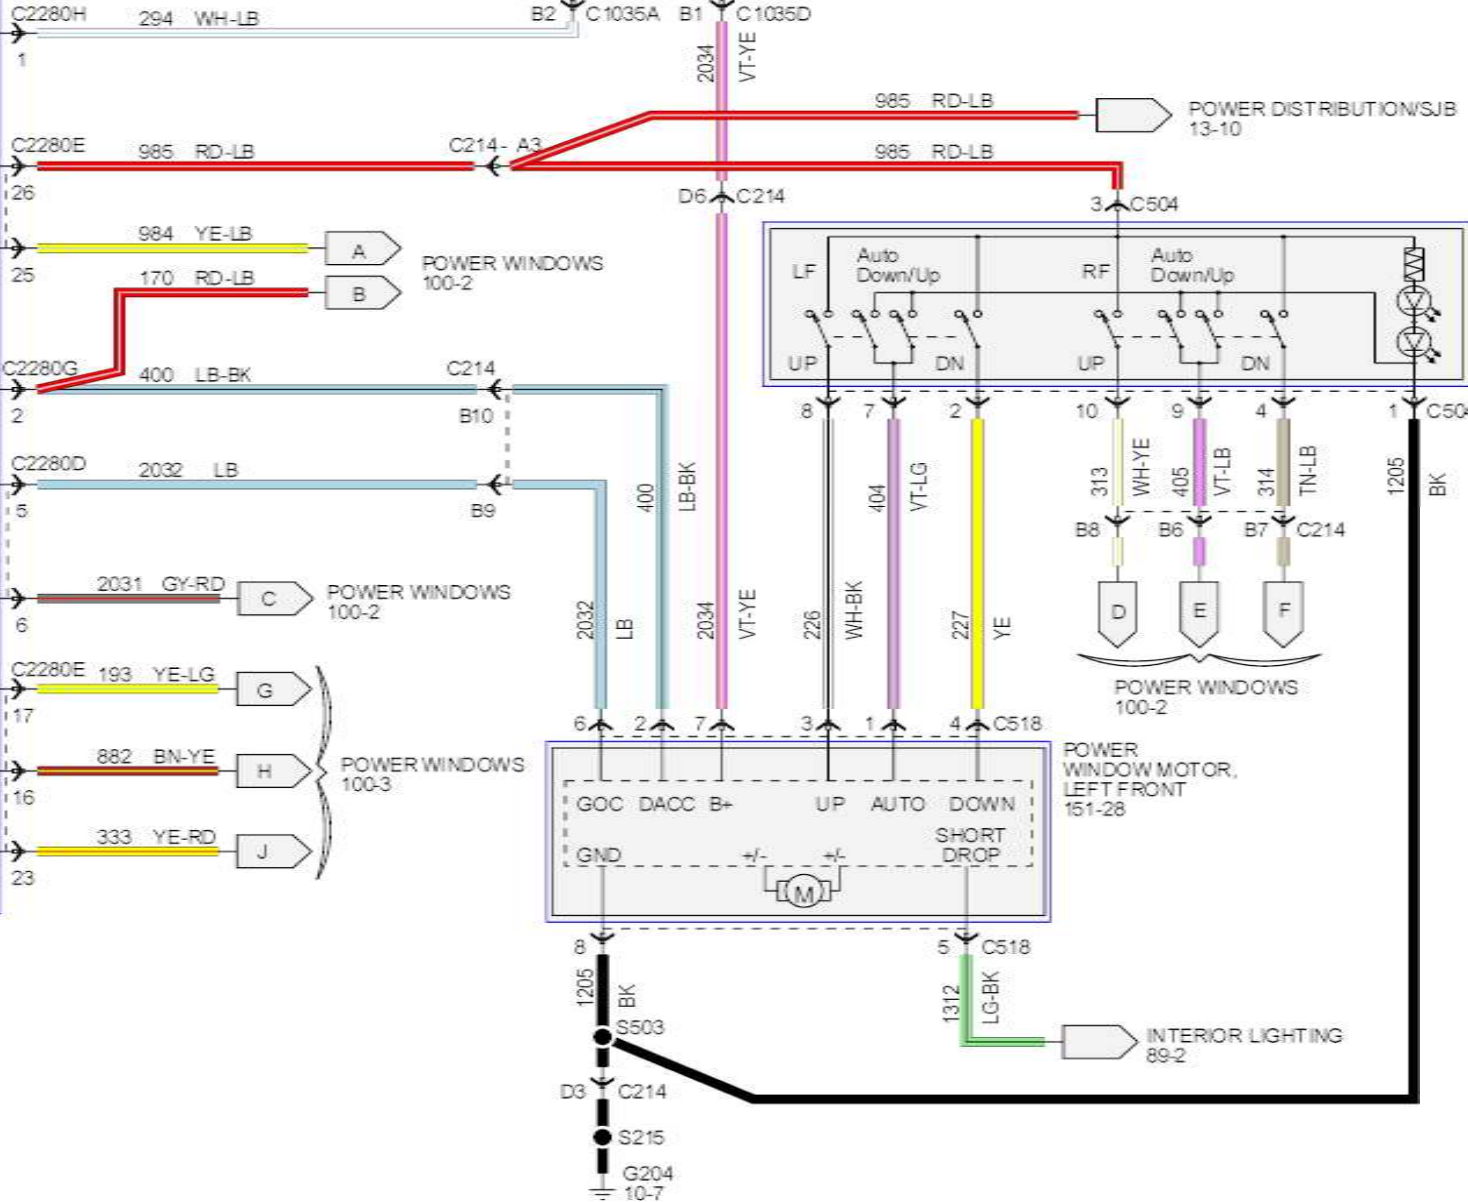 C2280H
294 WH-LB
B2 C1035A B1 C1035D
1
2034
VT-YE
985 RD-LB
POWER DISTRIBUTION/SJB
13-10
C2280E
985 RD-LB
C214- A3
985 RD-LB
26
D6 C214
3 C504
984 YE-LB
A
25
170 RD-LB
B
POWER WINDOWS
100-2
LF
Auto
Down/Up
RF
Auto
Down/Up
UP
DN
UP
DN
C2280G
400 LB-BK
C214
2
B10
8 7 2 10 9 4 1
C2280D
2032 LB
5
B9
400
LB-BK
404
VT-LG
313
WH-YE
405
VT-LB
314
TN-LB
1205
BK
B8 B6 B7 C214
2031 GY-RD
C
POWER WINDOWS
100-2
6
2032
LB
2034
VT-YE
226
WH-BK
227
YE
D E F
POWER WINDOWS
100-2
C2280E
193 YE-LG
G
17
882 BN-YE
H
POWER WINDOWS
100-3
16
333 YE-RD
J
23
6 2 7 3 1 4 C518
POWER
WINDOW MOTOR,
LEFT FRONT
151-28
GOC DACC B+ UP AUTO DOWN
SHORT
DROP
GND +/- +/-
M
8
5 C518
1205
BK
1312
LG-BK
S503
INTERIOR LIGHTING
89-2
D3 C214
S215
G204
10-7